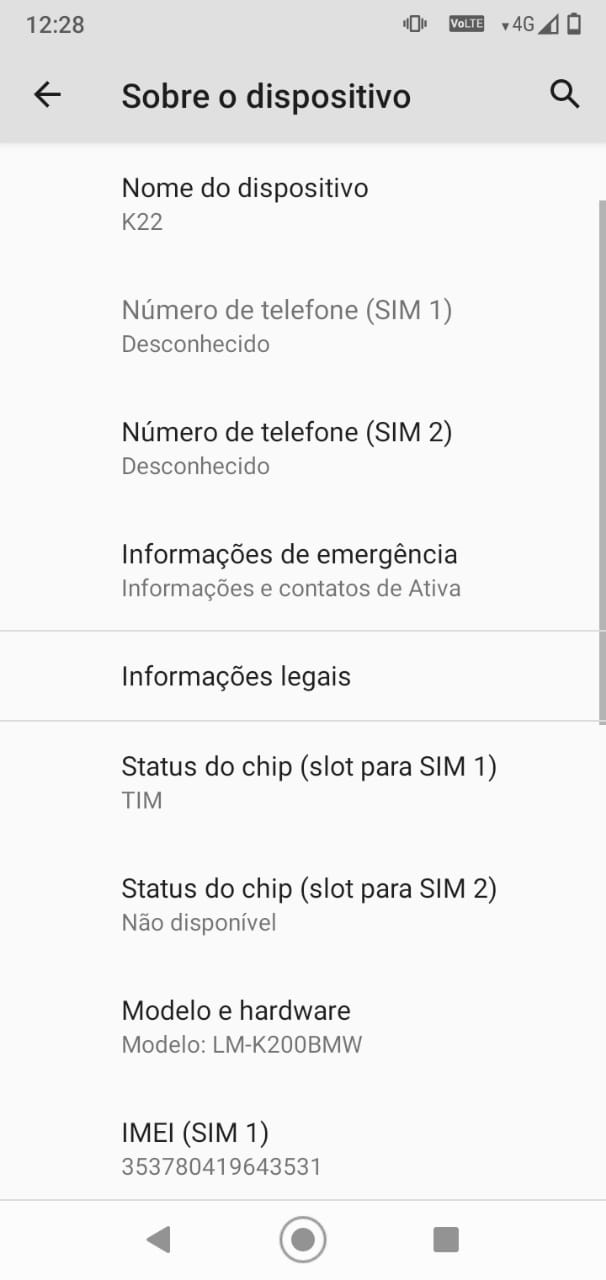 12:28
VoLTE
4G
Sobre o dispositivo
Nome do dispositivo
K22
Número de telefone (SIM 1)
Desconhecido
Número de telefone (SIM 2)
Desconhecido
Informações de emergência
Informações e contatos de Ativa
Informações legais
Status do chip (slot para SIM 1)
TIM
Status do chip (slot para SIM 2)
Não disponível
Modelo e hardware
Modelo: LM-K200BMW
IMEI (SIM 1)
353780419643531